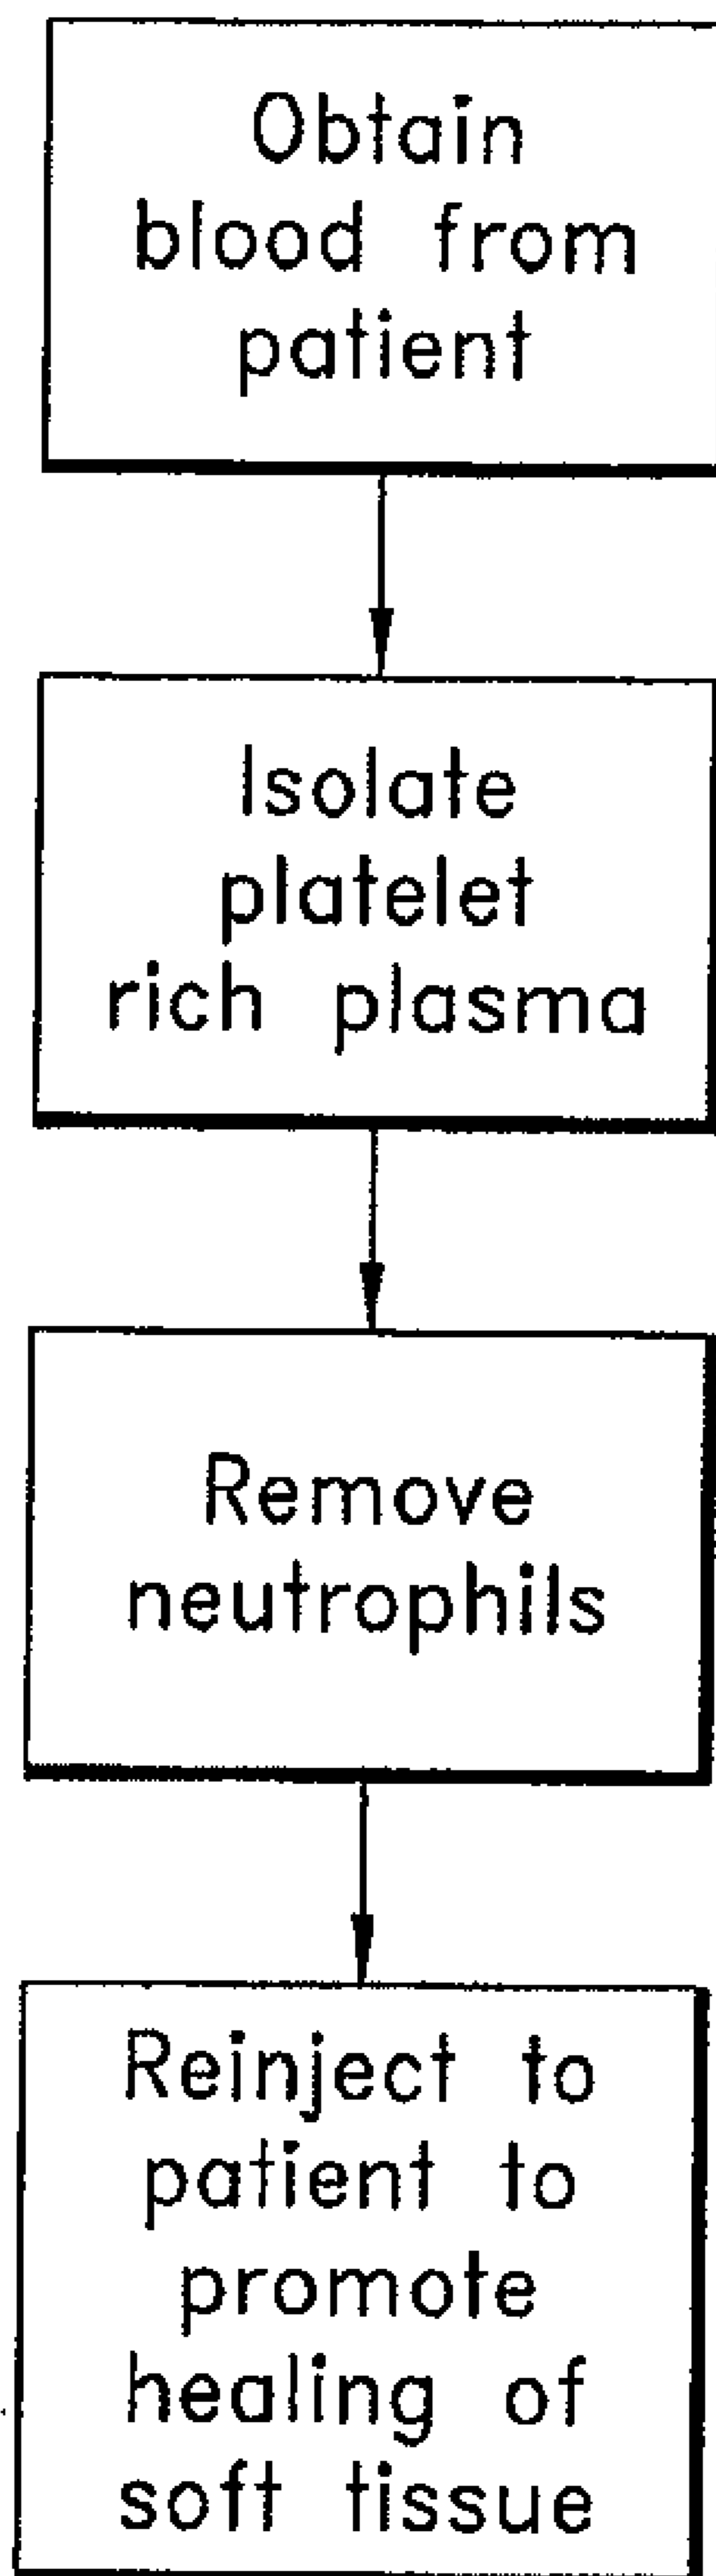 Obtain
blood from
patient
Isolate
platelet
rich plasma
Remove
neutrophils
Reinject to
patient to
promote
healing of
soft tissue